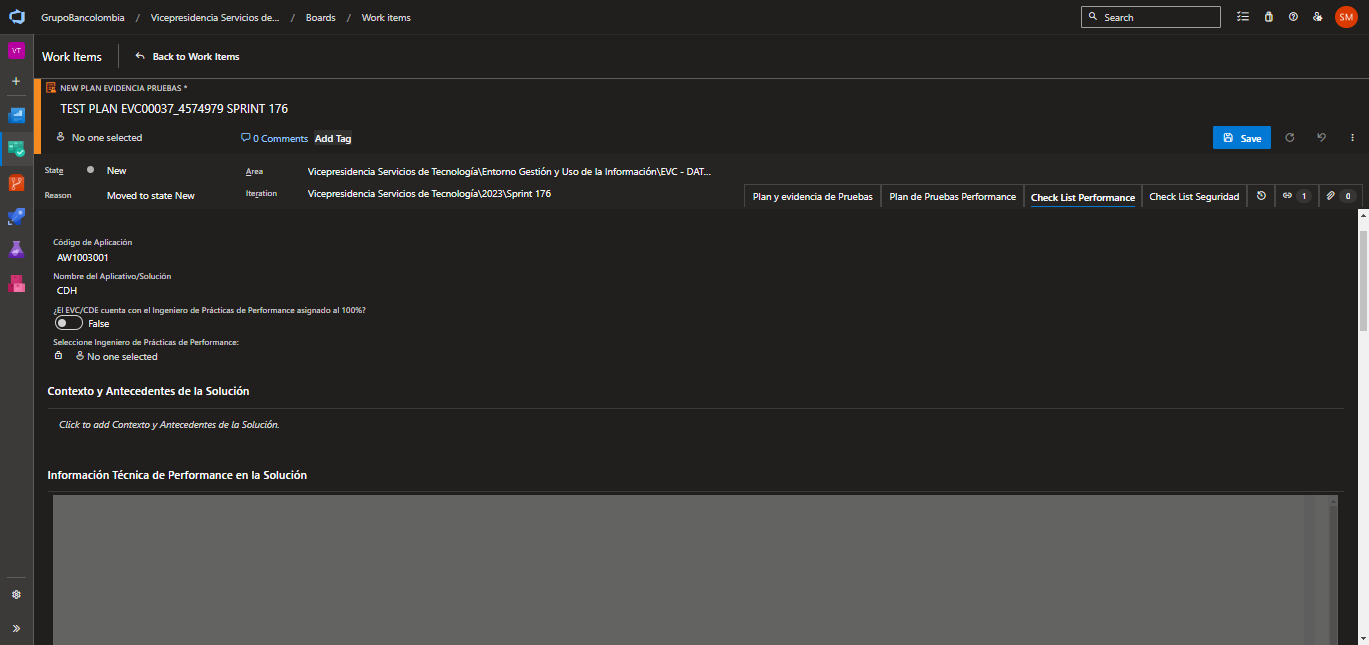 GrupoBancolombia / Vicepresidencia Servicios de... / Boards / Work items
Search
SM
VT
Work Items
Back to Work Items
NEW PLAN EVIDENCIA PRUEBAS *
TEST PLAN EVC00037_4574979 SPRINT 176
No one selected
0 Comments
Add Tag
Save
State
New
Area
Vicepresidencia Servicios de Tecnología\Entorno Gestión y Uso de la Información\EVC - DAT...
Reason
Moved to state New
Iteration
Vicepresidencia Servicios de Tecnología\2023\Sprint 176
Plan y evidencia de Pruebas
Plan de Pruebas Performance
Check List Performance
Check List Seguridad
1
0
Código de Aplicación
AW1003001
Nombre del Aplicativo/Solución
CDH
¿El EVC/CDE cuenta con el Ingeniero de Prácticas de Performance asignado al 100%?
False
Seleccione Ingeniero de Prácticas de Performance:
No one selected
Contexto y Antecedentes de la Solución
Click to add Contexto y Antecedentes de la Solución.
Información Técnica de Performance en la Solución